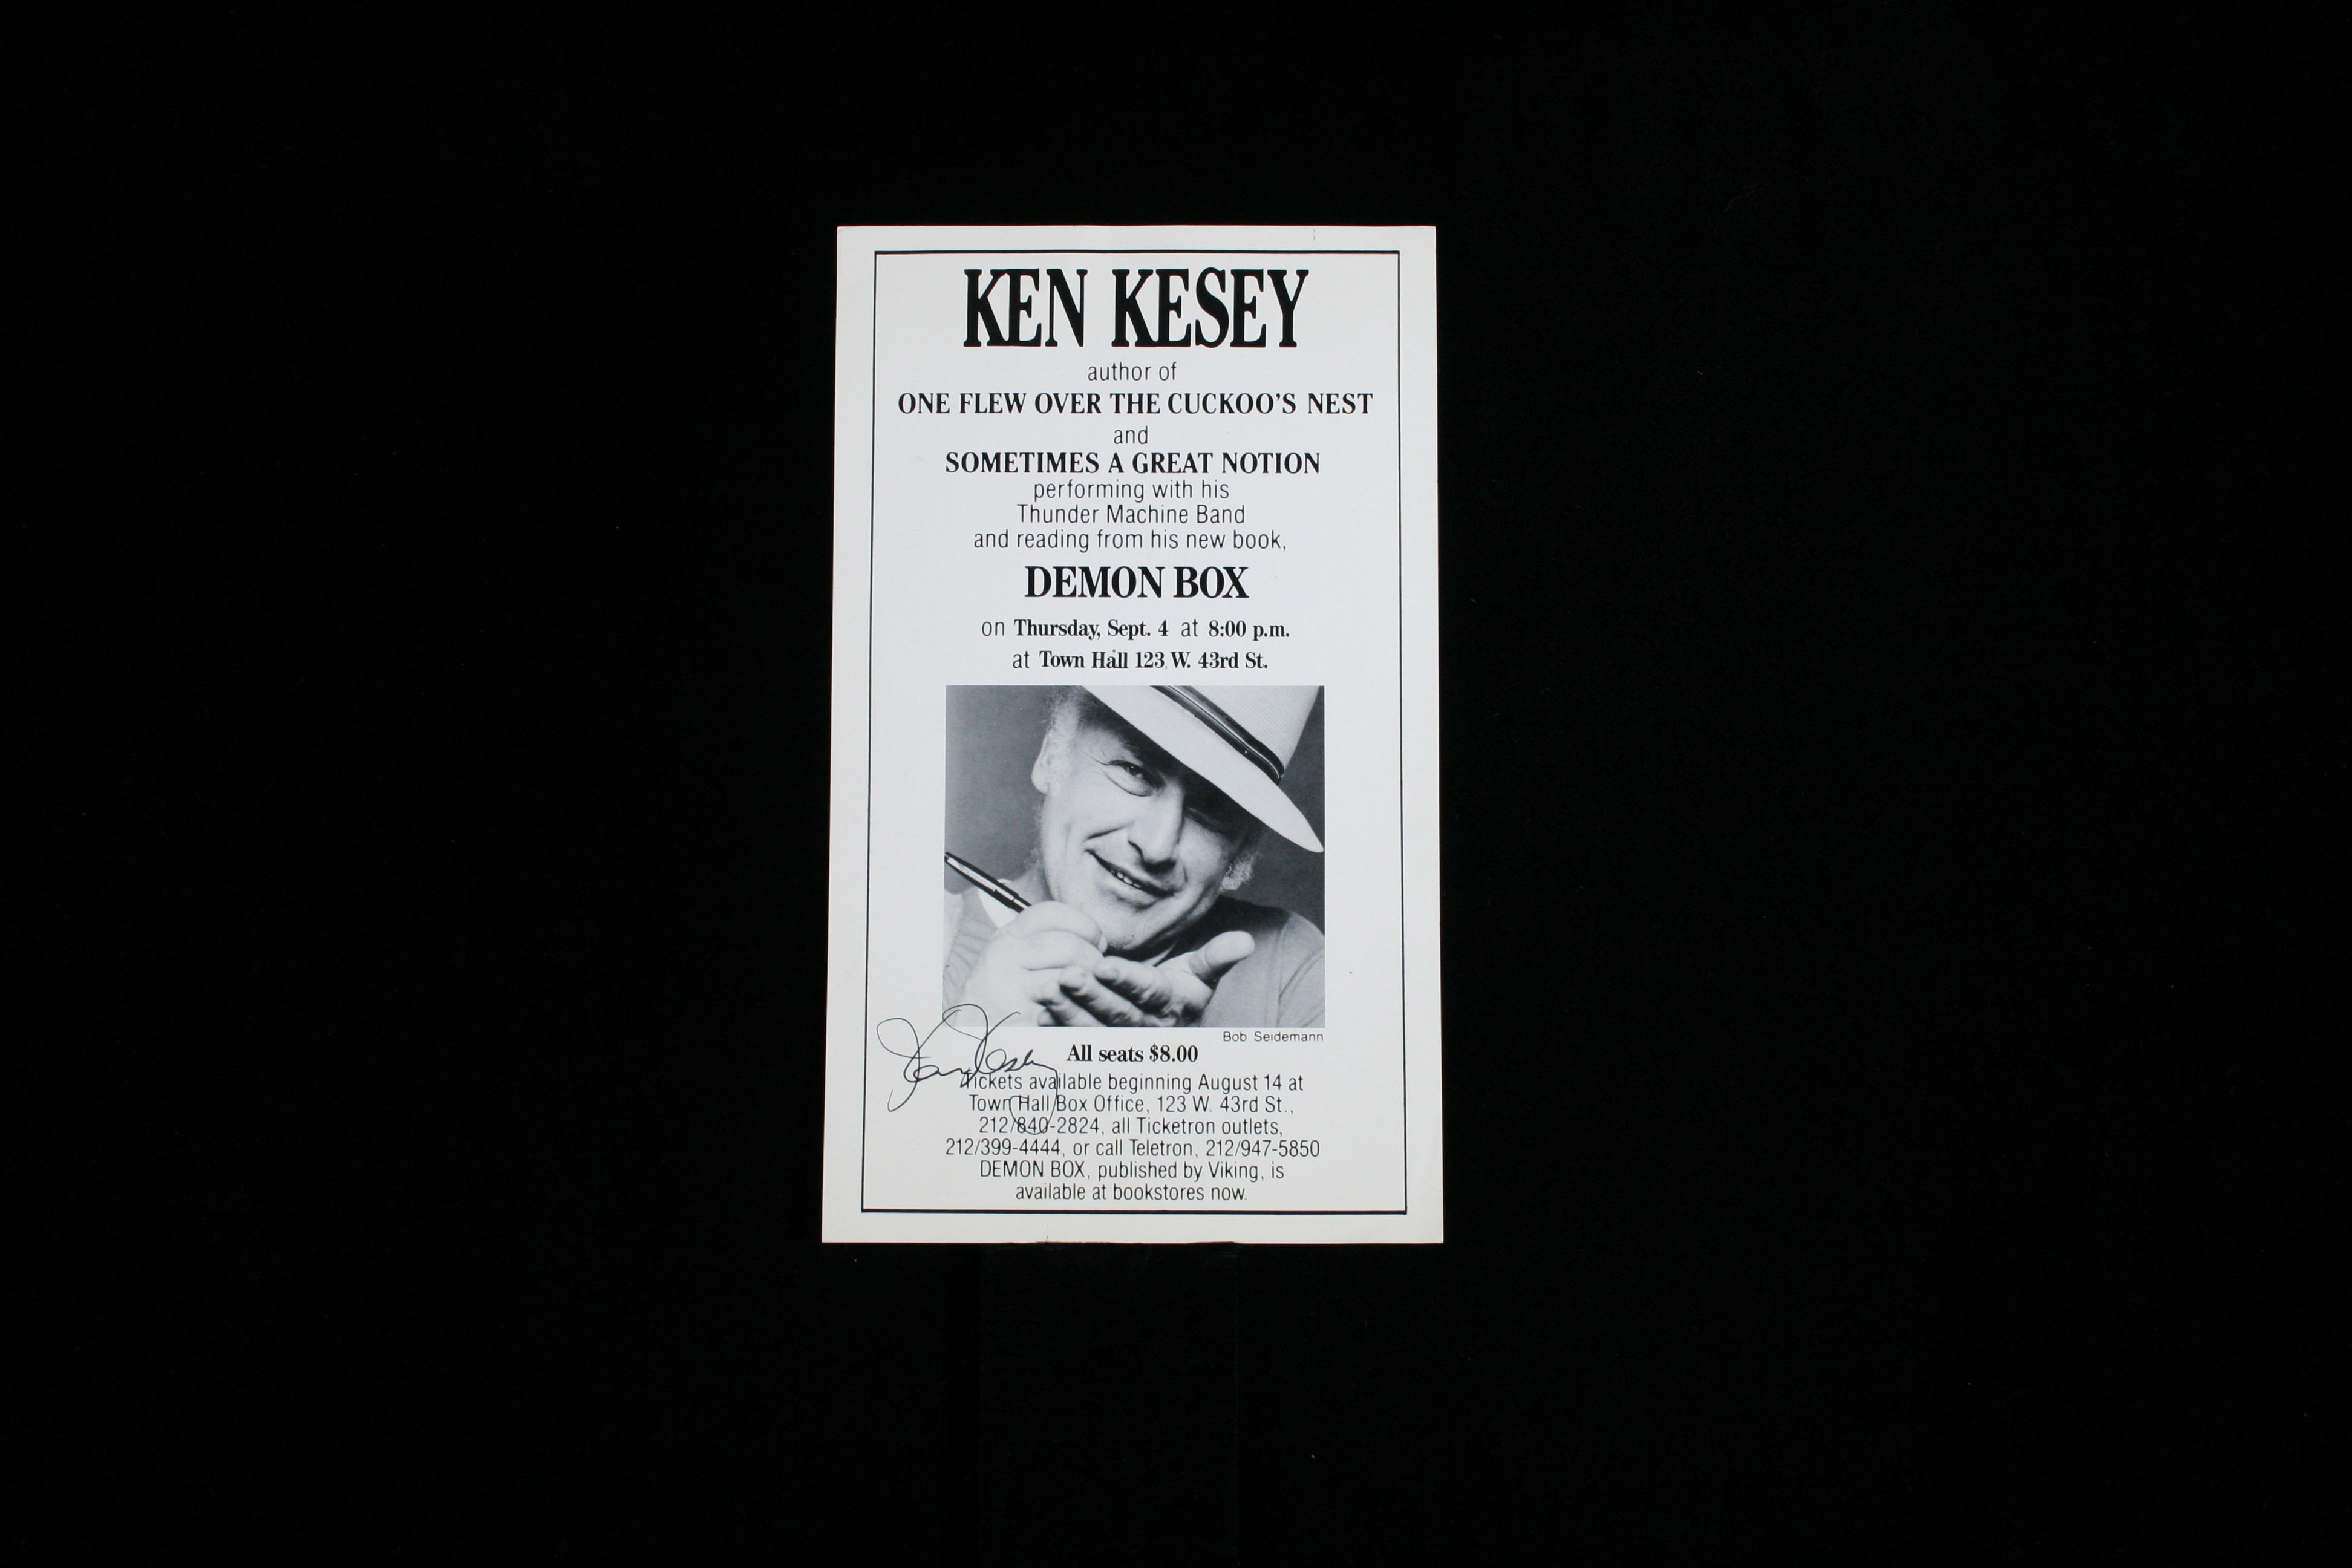 KEN KESEY
author of
ONE FLEW OVER THE CUCKOO'S NEST
and
SOMETIMES A GREAT NOTION
performing with his
Thunder Machine Band
and reading from his new book,
DEMON BOX
on Thursday, Sept. 4 at 8:00 p.m.
at Town Hall 123 W. 43rd St.
Bob Seidemann
Ken Kesey
All seats $8.00
Tickets available beginning August 14 at
Town Hall Box Office, 123 W. 43rd St.,
212/840-2824, all Ticketron outlets,
212/399-4444, or call Teletron, 212/947-5850
DEMON BOX, published by Viking, is
available at bookstores now.